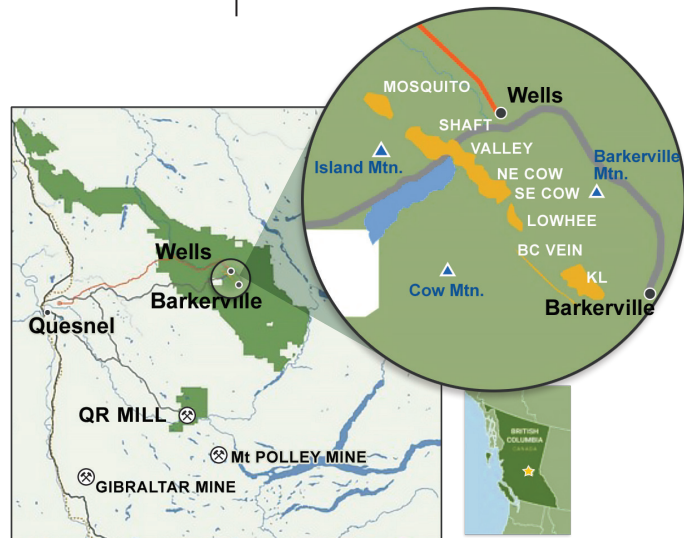 MOSQUITO
Wells
SHAFT
VALLEY
Island Mtn.
Barkerville
Mtn.
NE COW
SE COW
LOWHEE
BC VEIN
KL
Cow Mtn.
Barkerville
Wells
Barkerville
Quesnel
QR MILL
Mt POLLEY MINE
GIBRALTAR MINE
BRITISH
COLUMBIA
CANADA